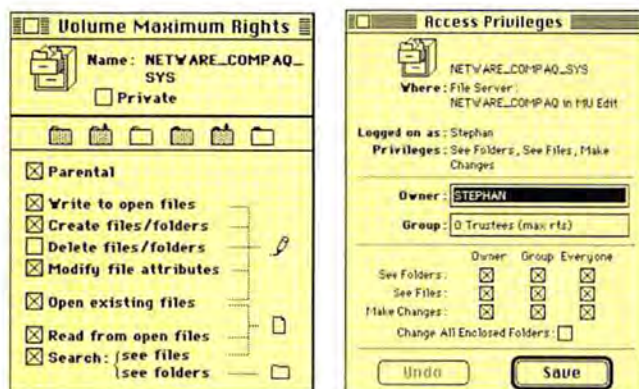 Volume Maximum Rights
Name: NETWARE_COMPAQ_
SYS
Private
Parental
Write to open files
Create files/folders
Delete files/folders
Modify file attributes
Open existing files
Read from open files
Search: see files
see folders
Access Privileges
NETWARE_COMPAQ_SYS
Where: File Server:
NETWARE_COMPAQ in MU Edit
Logged on as: Stephan
Privileges: See Folders, See Files, Make
Changes
Owner: STEPHAN
Group: 0 Trustees (max rts)
Owner Group Everyone
See Folders:
See Files:
Make Changes:
Change All Enclosed Folders:
Undo Save